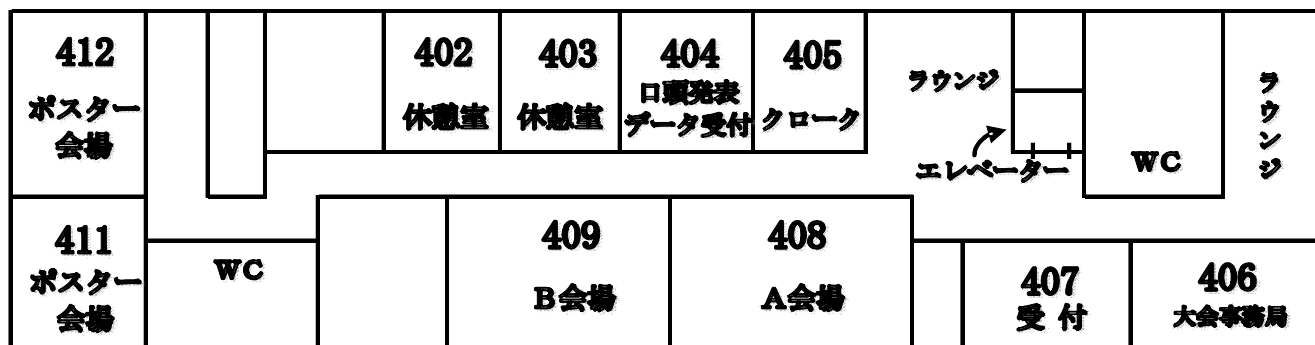 412
ポスター
会場
402
休憩室
403
休憩室
404
口頭発表
データ受付
405
クローク
ラウンジ
エレベーター
WC
ラウンジ
411
ポスター
会場
WC
409
B会場
408
A会場
407
受 付
406
大会事務局